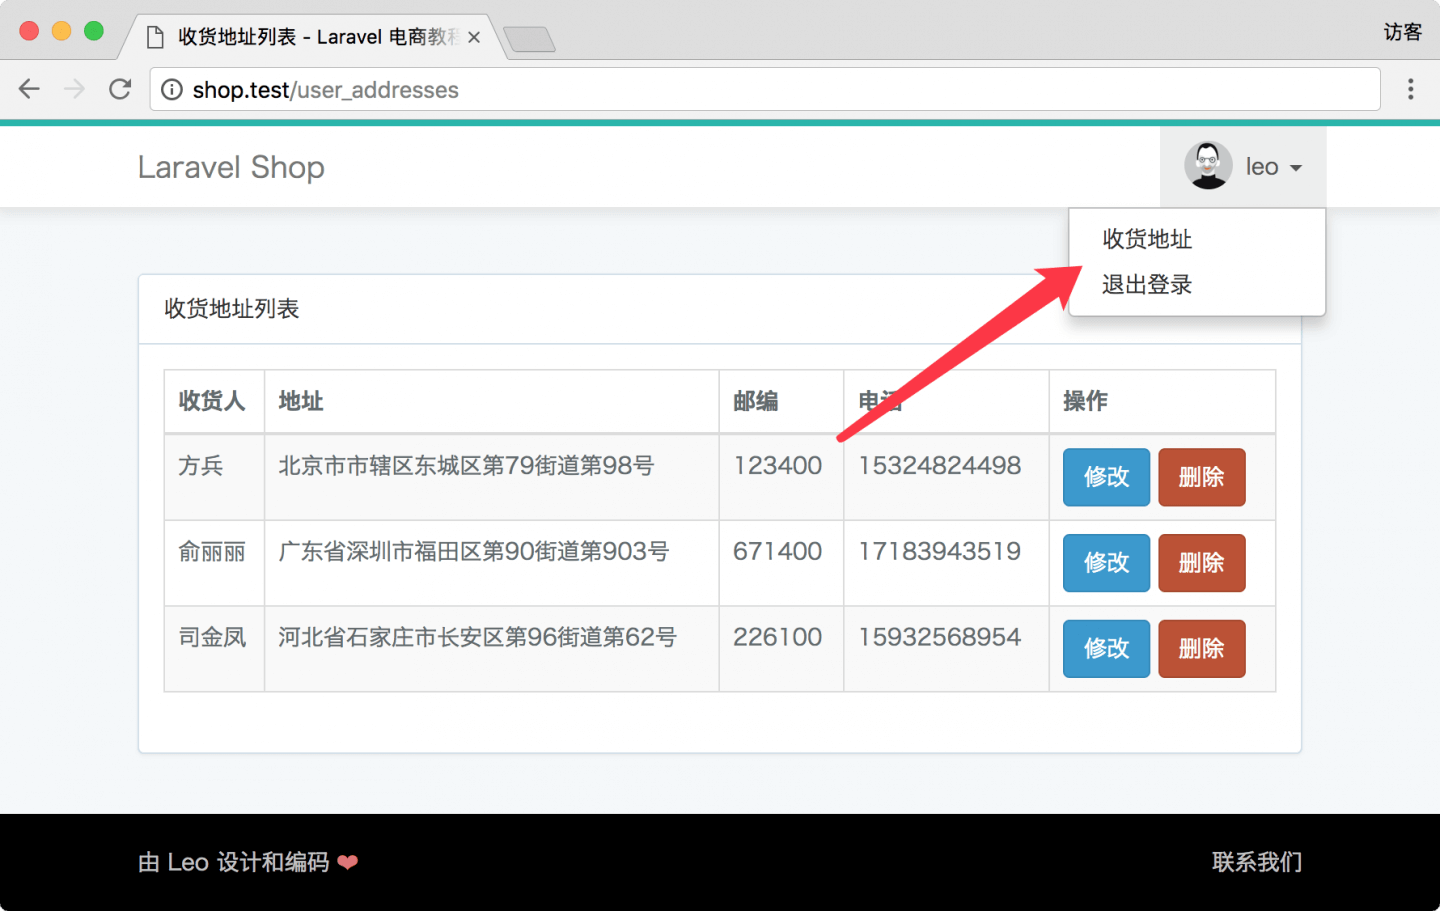 收货地址列表 - Laravel 电商教程
访客
shop.test/user_addresses
Laravel Shop
leo
收货地址
退出登录
收货地址列表
收货人 地址 邮编 电话 操作
方兵 北京市市辖区东城区第79街道第98号 123400 15324824498 修改 删除
俞丽丽 广东省深圳市福田区第90街道第903号 671400 17183943519 修改 删除
司金凤 河北省石家庄市长安区第96街道第62号 226100 15932568954 修改 删除
由 Leo 设计和编码 ❤
联系我们